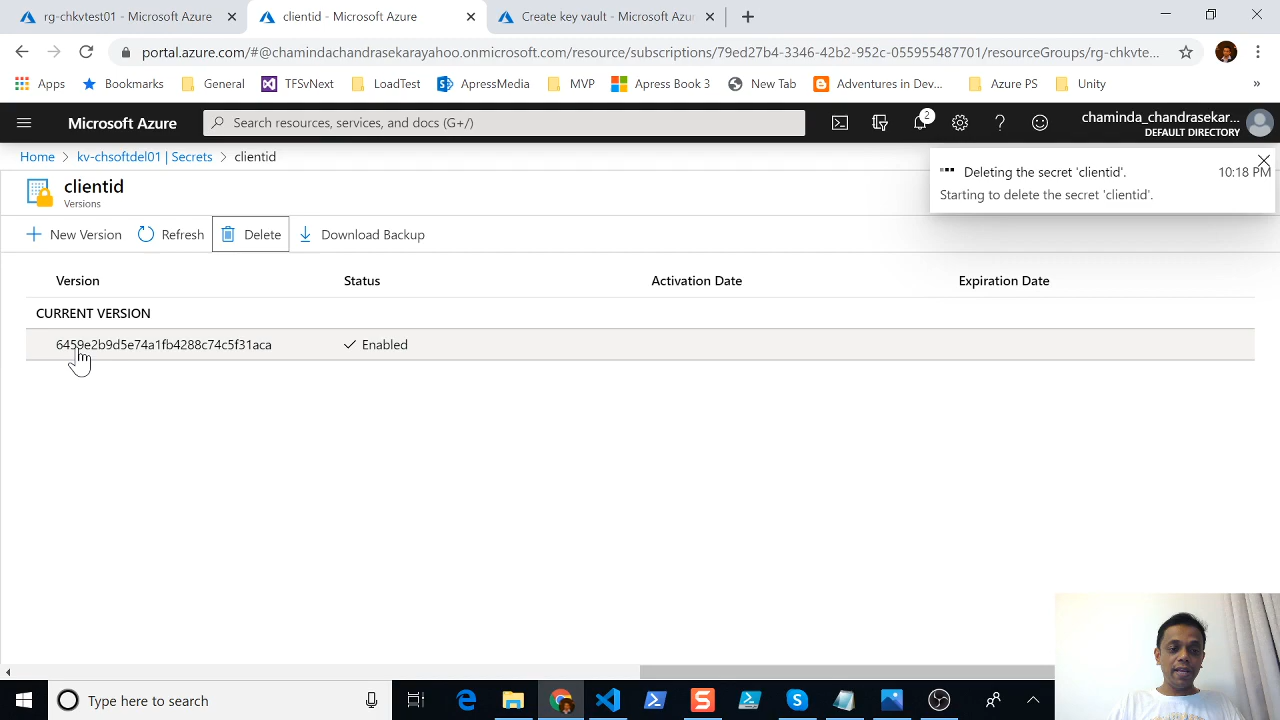 rg-chkvtest01 - Microsoft Azure
clientid - Microsoft Azure
Create key vault - Microsoft Azur
portal.azure.com/#@chamindachandrasekarayahoo.onmicrosoft.com/resource/subscriptions/79ed27b4-3346-42b2-952c-055955487701/resourceGroups/rg-chkvte...
Apps Bookmarks General TFSvNext LoadTest ApressMedia MVP Apress Book 3 New Tab Adventures in Dev... Azure PS Unity »
Microsoft Azure
Search resources, services, and docs (G+/)
2
chaminda_chandrasekar...
DEFAULT DIRECTORY
Home > kv-chsoftdel01 | Secrets > clientid
Deleting the secret 'clientid'. 10:18 PM
Starting to delete the secret 'clientid'.
clientid
Versions
New Version Refresh Delete Download Backup
Version Status Activation Date Expiration Date
CURRENT VERSION
6459e2b9d5e74a1fb4288c74c5f31aca Enabled
Type here to search